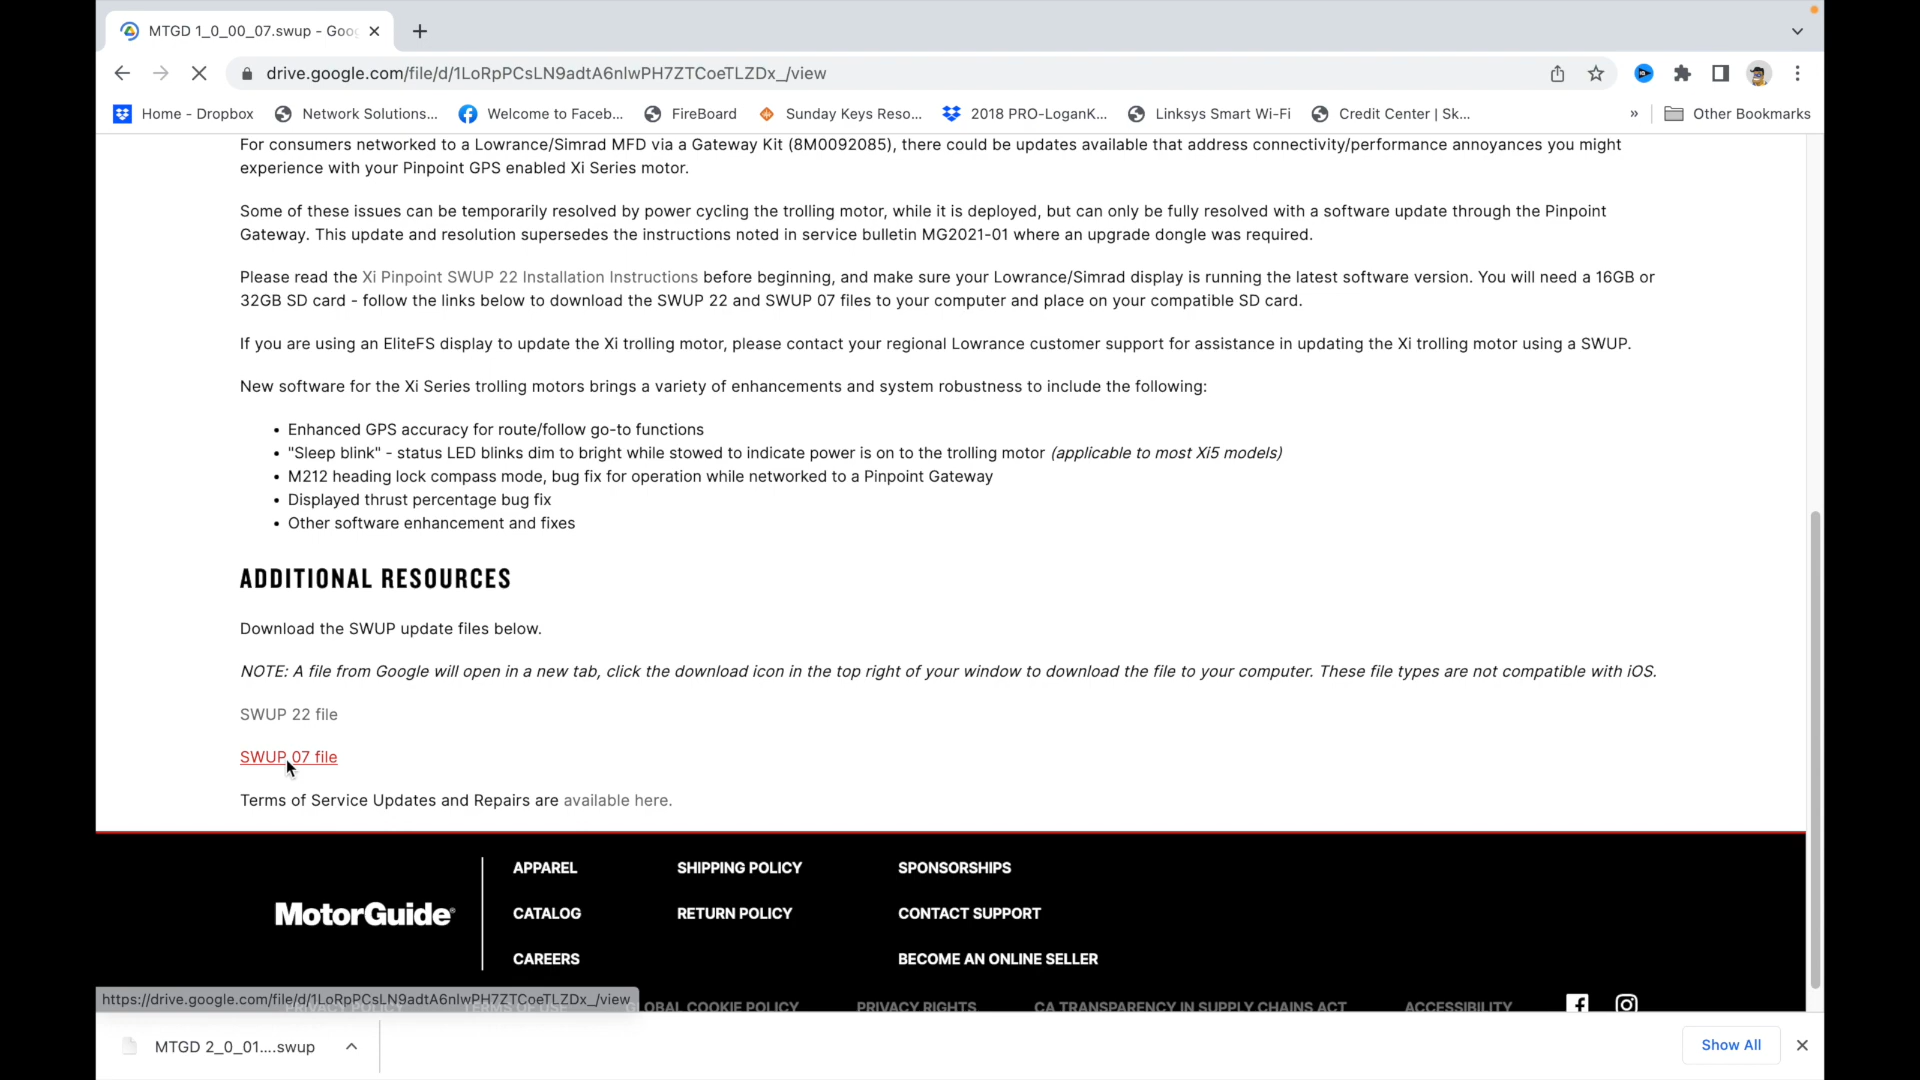 MTGD 1_0_00_07.swup - Goo
drive.google.com/file/d/1LoRpPCsLN9adtA6nlwPH7ZTCoeTLZDx_/view
Home - Dropbox Network Solutions... Welcome to Faceb... FireBoard Sunday Keys Reso... 2018 PRO-LoganK... Linksys Smart Wi-Fi Credit Center | Sk... » Other Bookmarks
For consumers networked to a Lowrance/Simrad MFD via a Gateway Kit (8M0092085), there could be updates available that address connectivity/performance annoyances you might
experience with your Pinpoint GPS enabled Xi Series motor.
Some of these issues can be temporarily resolved by power cycling the trolling motor, while it is deployed, but can only be fully resolved with a software update through the Pinpoint
Gateway. This update and resolution supersedes the instructions noted in service bulletin MG2021-01 where an upgrade dongle was required.
Please read the Xi Pinpoint SWUP 22 Installation Instructions before beginning, and make sure your Lowrance/Simrad display is running the latest software version. You will need a 16GB or
32GB SD card - follow the links below to download the SWUP 22 and SWUP 07 files to your computer and place on your compatible SD card.
If you are using an EliteFS display to update the Xi trolling motor, please contact your regional Lowrance customer support for assistance in updating the Xi trolling motor using a SWUP.
New software for the Xi Series trolling motors brings a variety of enhancements and system robustness to include the following:
• Enhanced GPS accuracy for route/follow go-to functions
• "Sleep blink" - status LED blinks dim to bright while stowed to indicate power is on to the trolling motor (applicable to most Xi5 models)
• M212 heading lock compass mode, bug fix for operation while networked to a Pinpoint Gateway
• Displayed thrust percentage bug fix
• Other software enhancement and fixes
ADDITIONAL RESOURCES
Download the SWUP update files below.
NOTE: A file from Google will open in a new tab, click the download icon in the top right of your window to download the file to your computer. These file types are not compatible with iOS.
SWUP 22 file
SWUP 07 file
Terms of Service Updates and Repairs are available here.
APPAREL SHIPPING POLICY SPONSORSHIPS
MotorGuide® CATALOG RETURN POLICY CONTACT SUPPORT
CAREERS BECOME AN ONLINE SELLER
https://drive.google.com/file/d/1LoRpPCsLN9adtA6nlwPH7ZTCoeTLZDx_/view
PRIVACY POLICY TERMS OF USE GLOBAL COOKIE POLICY PRIVACY RIGHTS CA TRANSPARENCY IN SUPPLY CHAINS ACT ACCESSIBILITY
MTGD 2_0_01....swup Show All